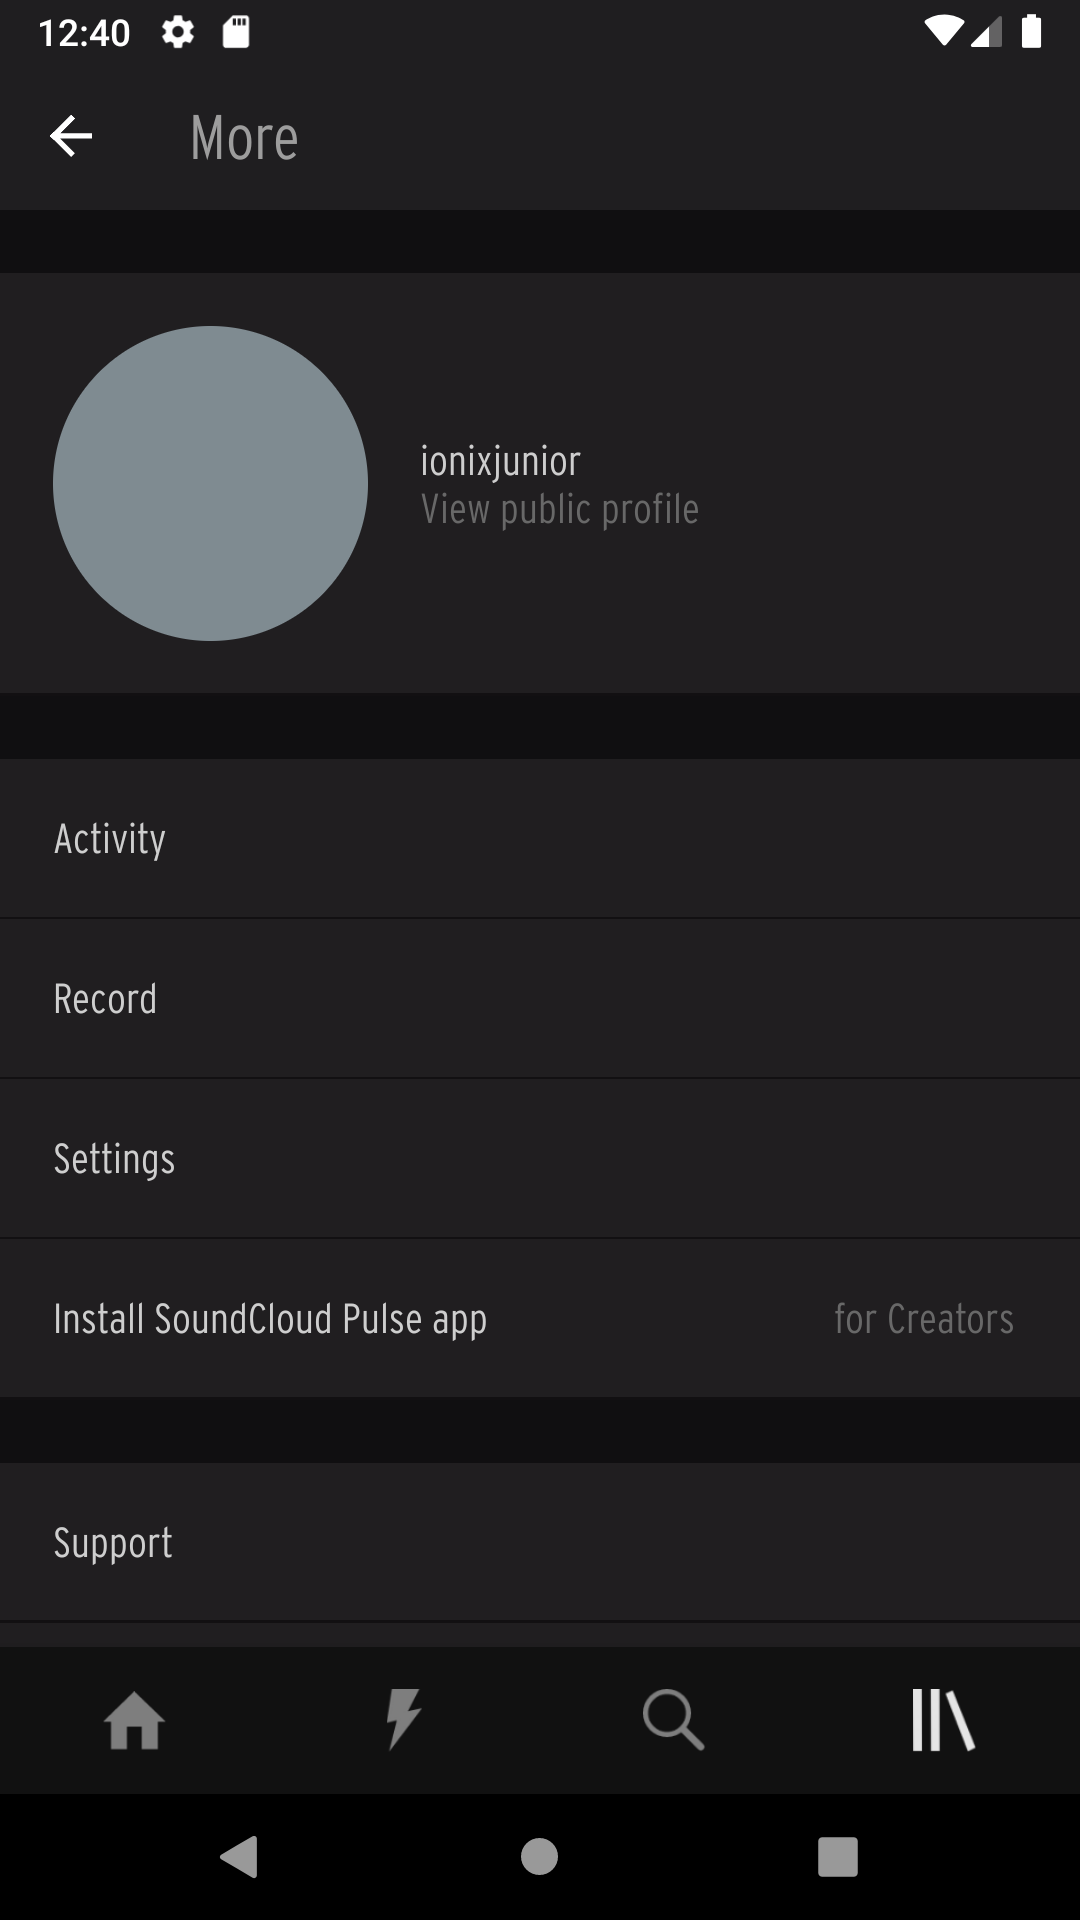 12:40
More
ionixjunior
View public profile
Activity
Record
Settings
Install SoundCloud Pulse app
for Creators
Support